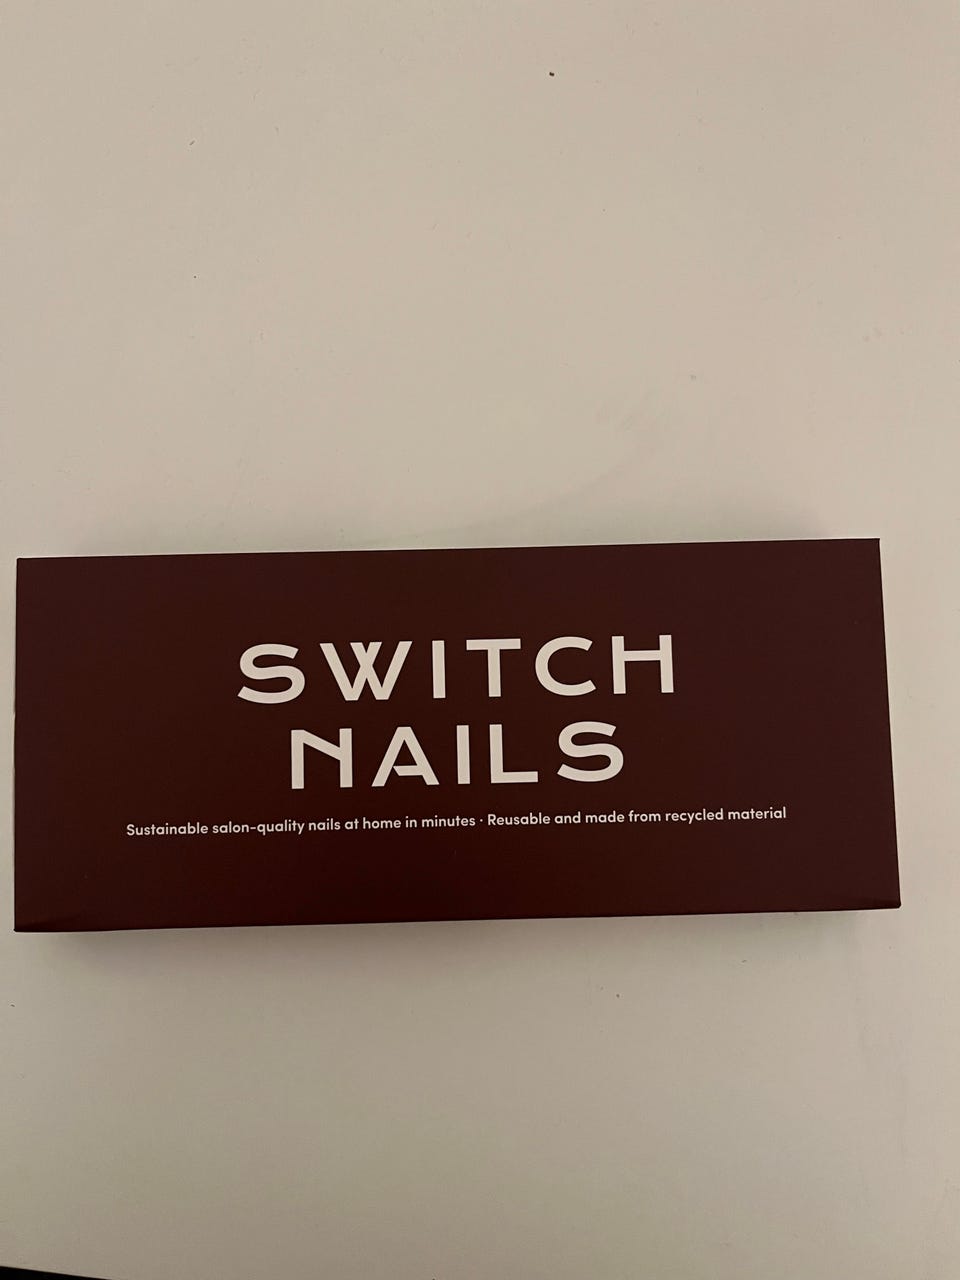 SWITCH
NAILS
Sustainable salon-quality nails at home in minutes · Reusable and made from recycled material